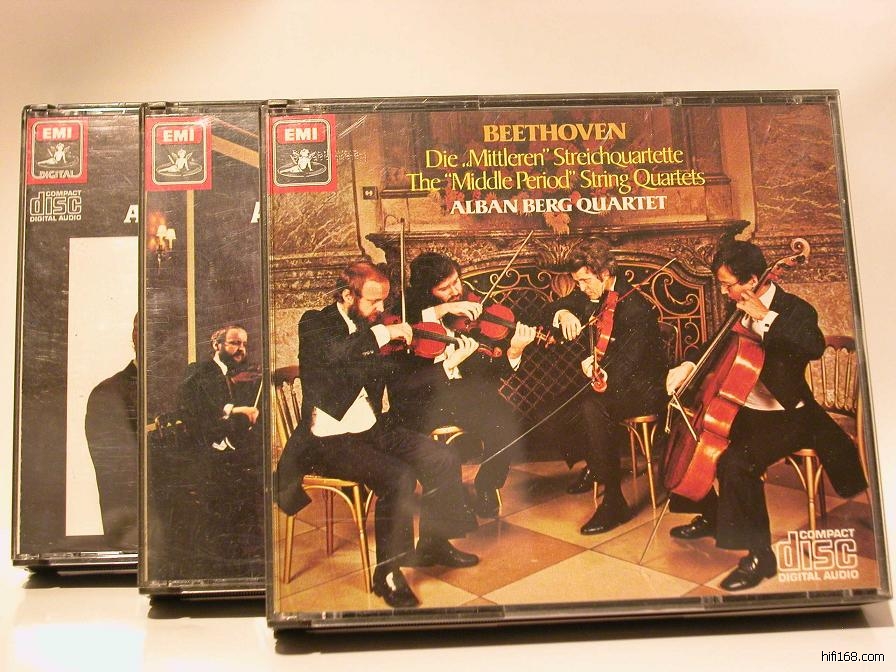 EMI
DIGITAL
COMPACT
disc
DIGITAL AUDIO
A
EMI
EMI
BEETHOVEN
Die „Mittleren" Streichquartette
The "Middle Period" String Quartets
ALBAN BERG QUARTET
COMPACT
disc
DIGITAL AUDIO
hifi168.com